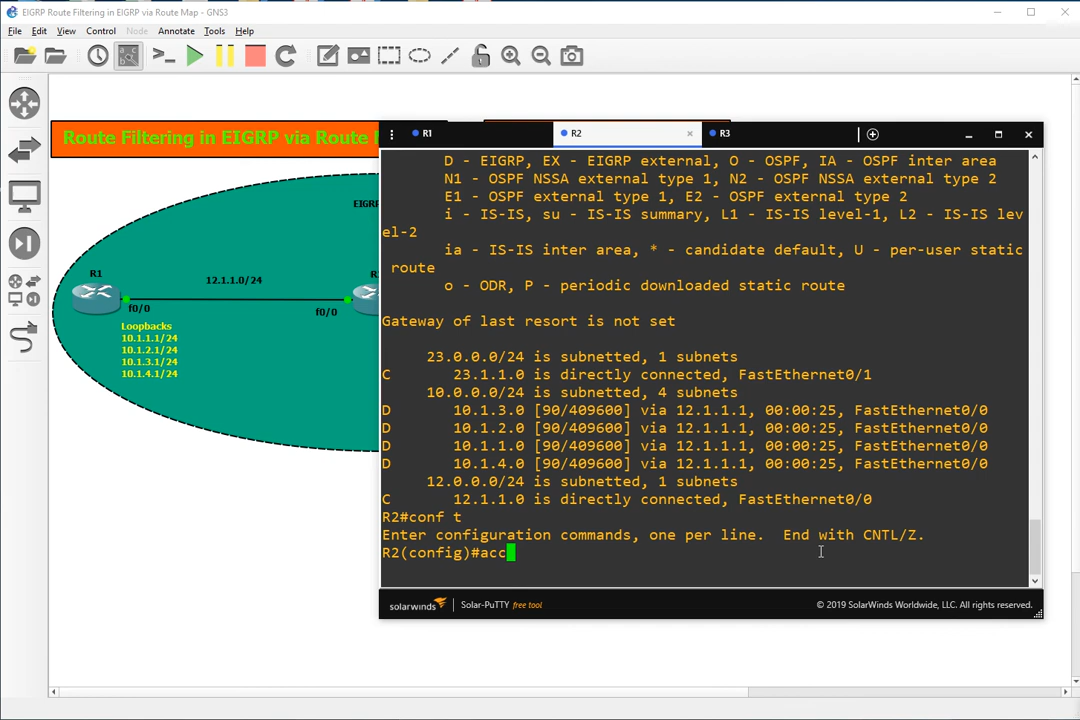 EIGRP Route Filtering in EIGRP via Route Map - GNS3
File Edit View Control Node Annotate Tools Help
Route Filtering in EIGRP via Route M
EIGRP
R1
12.1.1.0/24
f0/0
f0/0
Loopbacks
10.1.1.1/24
10.1.2.1/24
10.1.3.1/24
10.1.4.1/24
R1 R2 R3
D - EIGRP, EX - EIGRP external, O - OSPF, IA - OSPF inter area
N1 - OSPF NSSA external type 1, N2 - OSPF NSSA external type 2
E1 - OSPF external type 1, E2 - OSPF external type 2
i - IS-IS, su - IS-IS summary, L1 - IS-IS level-1, L2 - IS-IS lev
el-2
ia - IS-IS inter area, * - candidate default, U - per-user static
route
o - ODR, P - periodic downloaded static route
Gateway of last resort is not set
23.0.0.0/24 is subnetted, 1 subnets
C 23.1.1.0 is directly connected, FastEthernet0/1
10.0.0.0/24 is subnetted, 4 subnets
D 10.1.3.0 [90/409600] via 12.1.1.1, 00:00:25, FastEthernet0/0
D 10.1.2.0 [90/409600] via 12.1.1.1, 00:00:25, FastEthernet0/0
D 10.1.1.0 [90/409600] via 12.1.1.1, 00:00:25, FastEthernet0/0
D 10.1.4.0 [90/409600] via 12.1.1.1, 00:00:25, FastEthernet0/0
12.0.0.0/24 is subnetted, 1 subnets
C 12.1.1.0 is directly connected, FastEthernet0/0
R2#conf t
Enter configuration commands, one per line. End with CNTL/Z.
R2(config)#acc
solarwinds Solar-PuTTY free tool © 2019 SolarWinds Worldwide, LLC. All rights reserved.